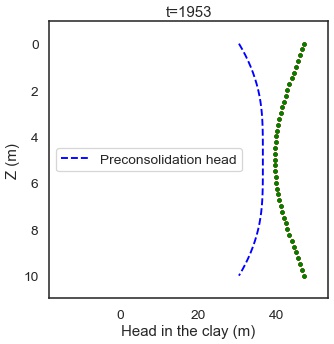 t=1953
0
2
4
6
8
10
Z (m)
Preconsolidation head
0 20 40
Head in the clay (m)